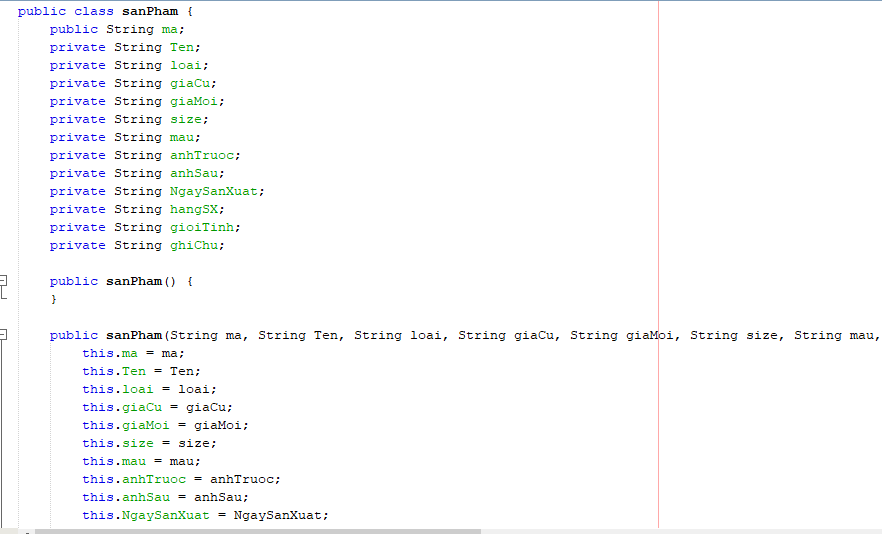 public class sanPham {
    public String ma;
    private String Ten;
    private String loai;
    private String giaCu;
    private String giaMoi;
    private String size;
    private String mau;
    private String anhTruoc;
    private String anhSau;
    private String NgaySanXuat;
    private String hangSX;
    private String gioiTinh;
    private String ghiChu;
    public sanPham() {
    }
    public sanPham(String ma, String Ten, String loai, String giaCu, String giaMoi, String size, String mau,
        this.ma = ma;
        this.Ten = Ten;
        this.loai = loai;
        this.giaCu = giaCu;
        this.giaMoi = giaMoi;
        this.size = size;
        this.mau = mau;
        this.anhTruoc = anhTruoc;
        this.anhSau = anhSau;
        this.NgaySanXuat = NgaySanXuat;